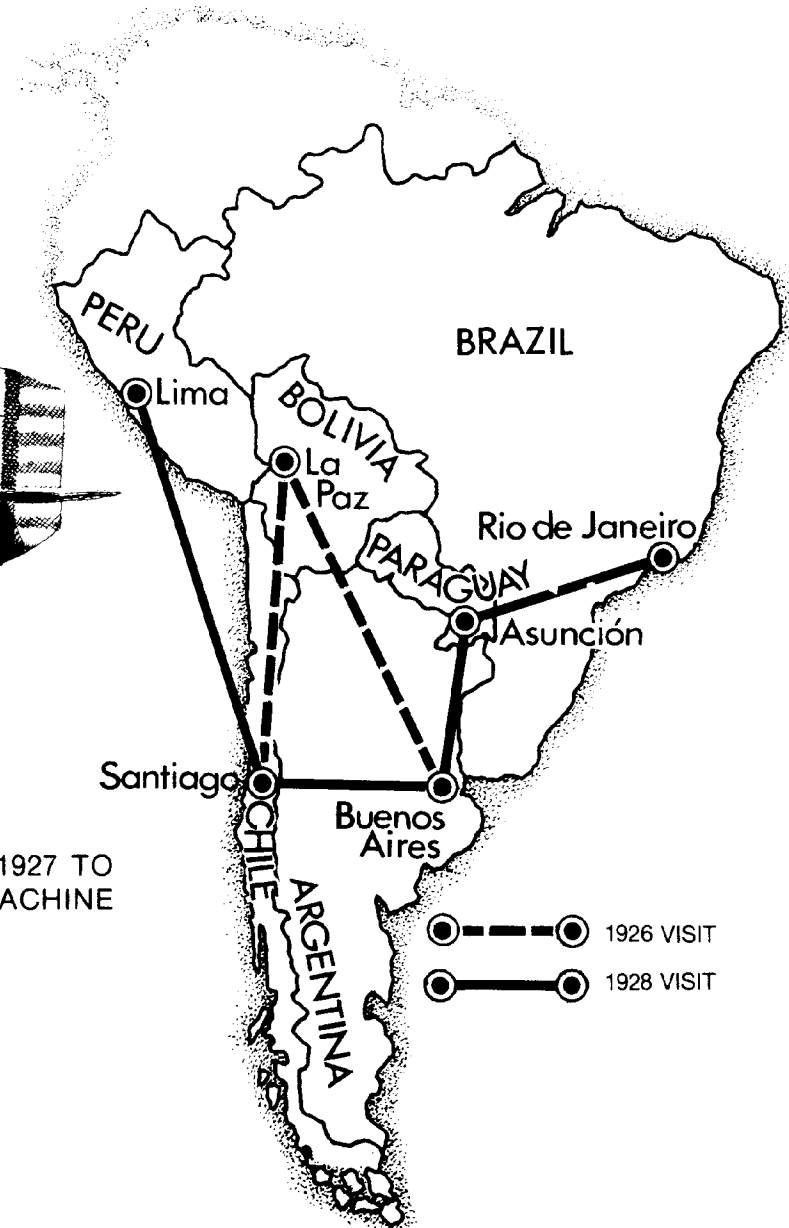 PERU
BRAZIL
Lima
BOLIVIA
La
Paz
Rio de Janeiro
PARAGUAY
Asunción
Santiago
Buenos
Aires
CHILE
1927 TO
ACHINE
ARGENTINA
1926 VISIT
1928 VISIT